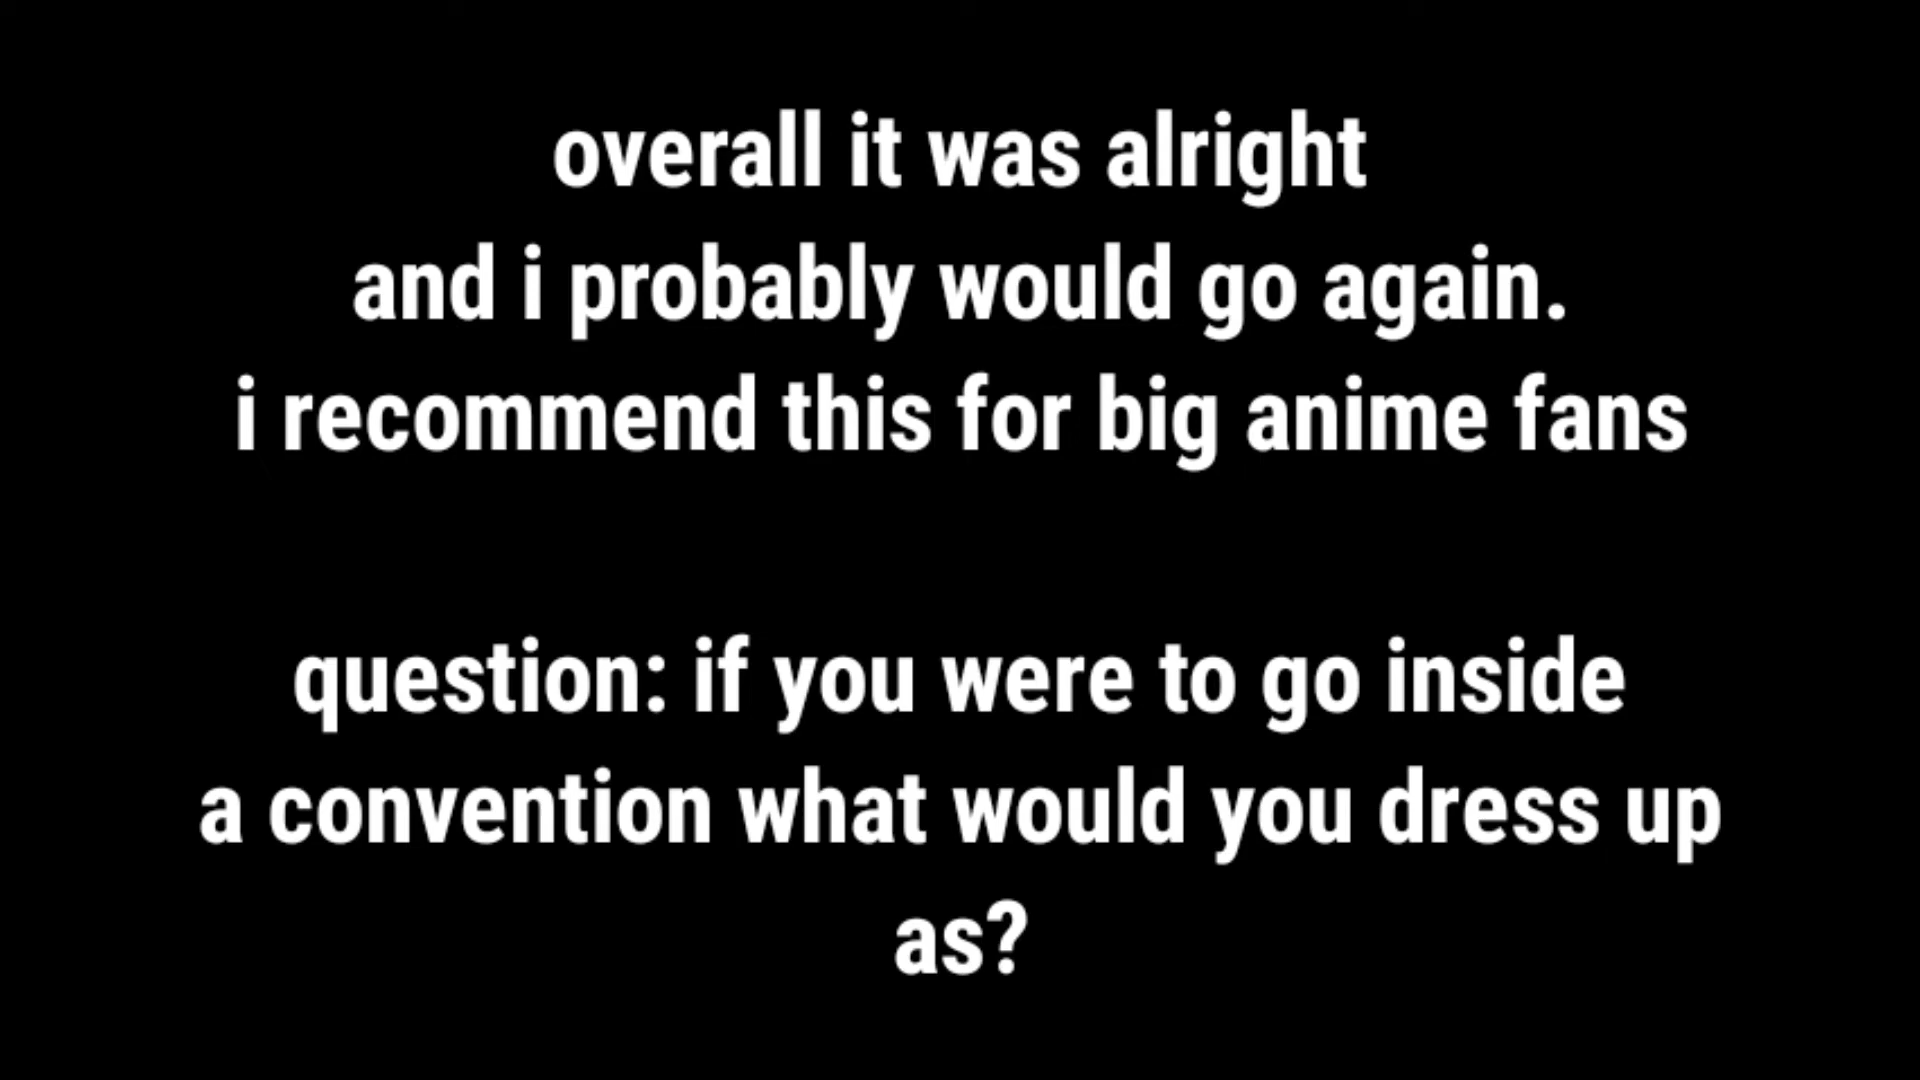 overall it was alright
and i probably would go again.
i recommend this for big anime fans
question: if you were to go inside
a convention what would you dress up
as?